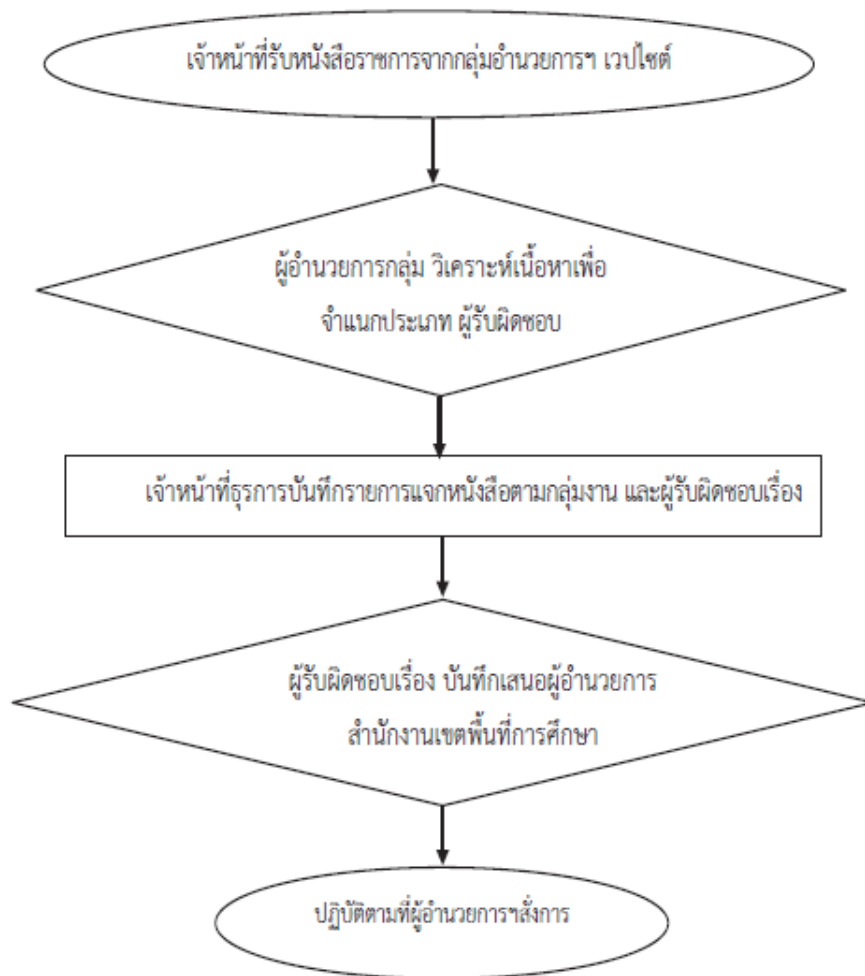 เจ้าหน้าที่รับหนังสือราชการจากกลุ่มอำนวยการฯ เวปไซต์
ผู้อำนวยการกลุ่ม วิเคราะห์เนื้อหาเพื่อ
จำแนกประเภท ผู้รับผิดชอบ
เจ้าหน้าที่ธุรการบันทึกรายการแจกหนังสือตามกลุ่มงาน และผู้รับผิดชอบเรื่อง
ผู้รับผิดชอบเรื่อง บันทึกเสนอผู้อำนวยการ
สำนักงานเขตพื้นที่การศึกษา
ปฏิบัติตามที่ผู้อำนวยการฯสั่งการ